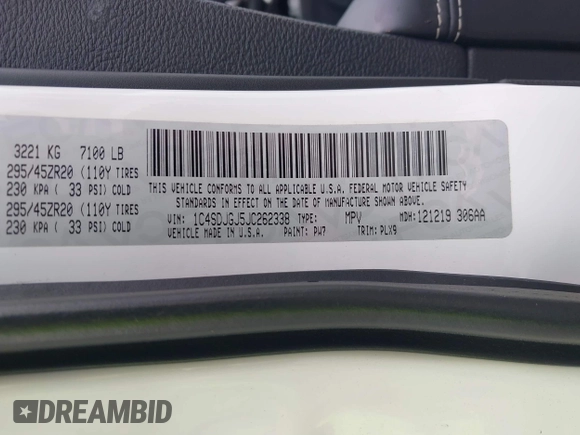 3221 KG 7100 LB
295/45ZR20 (110Y TIRES
230 KPA ( 33 PSI) COLD
295/45ZR20 (110Y TIRES
230 KPA ( 33 PSI) COLD
THIS VEHICLE CONFORMS TO ALL APPLICABLE U.S.A. FEDERAL MOTOR VEHICLE SAFETY
STANDARDS IN EFFECT ON THE DATE OF MANUFACTURE SHOWN ABOVE.
VIN: 1C4SDJGJ5JC262338 TYPE: MPV MDH: 121219 306AA
VEHICLE MADE IN U.S.A. PAINT: PW7 TRIM: PLX9
DREAMBID